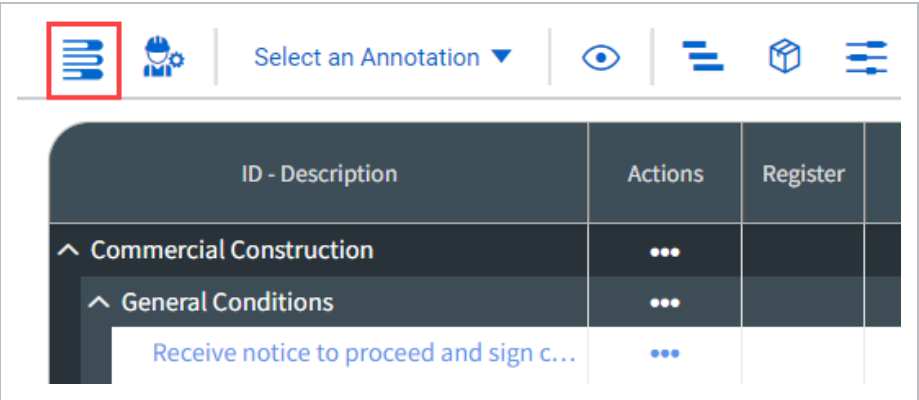 Select an Annotation
ID - Description Actions Register
Commercial Construction •••
General Conditions •••
Receive notice to proceed and sign c... •••